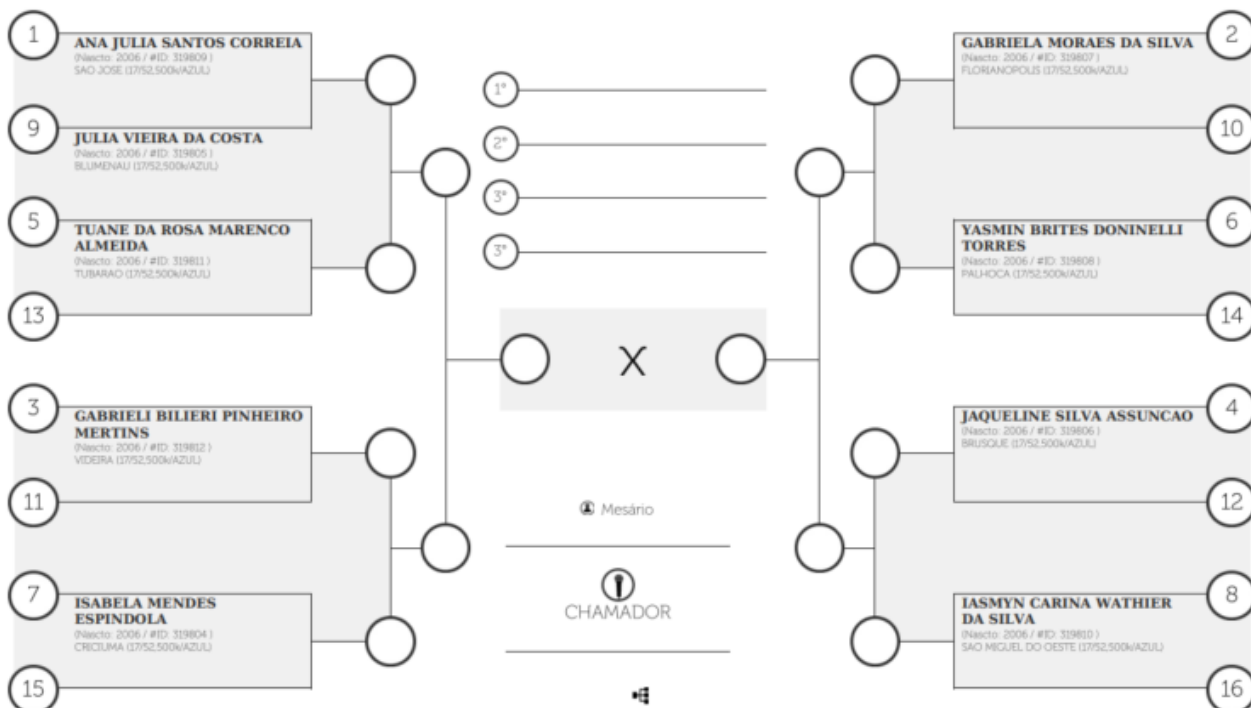 1
ANA JULIA SANTOS CORREIA
(Nascto: 2006 / #ID: 319809 )
SAO JOSE (17/52,500k/AZUL)
9
JULIA VIEIRA DA COSTA
(Nascto: 2006 / #ID: 319805 )
BLUMENAU (17/52,500k/AZUL)
5
TUANE DA ROSA MARENCO
ALMEIDA
(Nascto: 2006 / #ID: 319811 )
TUBARAO (17/52,500k/AZUL)
13
3
GABRIELI BILIERI PINHEIRO
MERTINS
(Nascto: 2006 / #ID: 319812 )
VIDEIRA (17/52,500k/AZUL)
11
7
ISABELA MENDES
ESPINDOLA
(Nascto: 2006 / #ID: 319804 )
CRICIUMA (17/52,500k/AZUL)
15
1°
2°
3°
3°
X
Mesário
CHAMADOR
2
GABRIELA MORAES DA SILVA
(Nascto: 2006 / #ID: 319807 )
FLORIANOPOLIS (17/52,500k/AZUL)
10
6
YASMIN BRITES DONINELLI
TORRES
(Nascto: 2006 / #ID: 319808 )
PALHOCA (17/52,500k/AZUL)
14
4
JAQUELINE SILVA ASSUNCAO
(Nascto: 2006 / #ID: 319806 )
BRUSQUE (17/52,500k/AZUL)
12
8
IASMYN CARINA WATHIER
DA SILVA
(Nascto: 2006 / #ID: 319810 )
SAO MIGUEL DO OESTE (17/52,500k/AZUL)
16